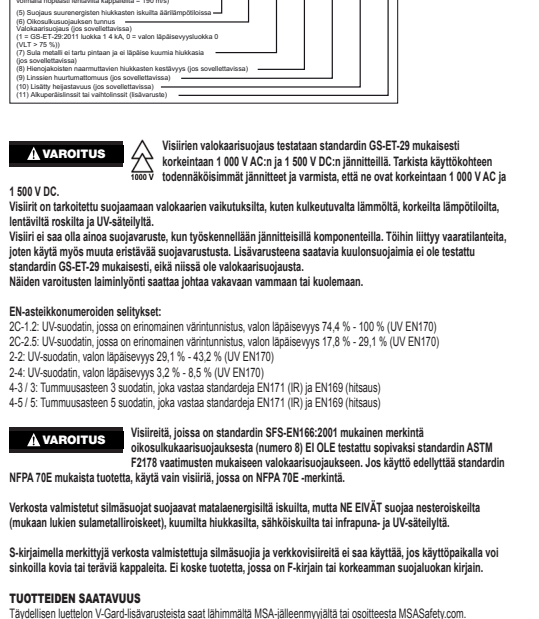 voimalla nopeasti lentäviltä kappaleilta = 190 m/s)
(5) Suojaus suurenergisten hiukkasten iskuilta äärilämpötiloissa
(6) Oikosulkusuojauksen tunnus
Valokaarisuojaus (jos sovellettavissa)
(1 = GS-ET-29:2011 luokka 1 4 kA, 0 = valon läpäisevyysluokka 0
(VLT > 75 %))
(7) Sula metalli ei tartu pintaan ja ei läpäise kuumia hiukkasia
(jos sovellettavissa)
(8) Hienojakoisten naarmuttavien hiukkasten kestävyys (jos sovellettavissa)
(9) Linssien huurtumattomuus (jos sovellettavissa)
(10) Lisätty heijastavuus (jos sovellettavissa)
(11) Alkuperäislinssit tai vaihtolinssit (lisävaruste)
VAROITUS
1000 V
Visiirien valokaarisuojaus testataan standardin GS-ET-29 mukaisesti
korkeintaan 1 000 V AC:n ja 1 500 V DC:n jännitteillä. Tarkista käyttökohteen
todennäköisimmät jännitteet ja varmista, että ne ovat korkeintaan 1 000 V AC ja
1 500 V DC.
Visiirit on tarkoitettu suojaamaan valokaarien vaikutuksilta, kuten kulkeutuvalta lämmöltä, korkeilta lämpötiloilta,
lentäviltä roskilta ja UV-säteilyltä.
Visiiri ei saa olla ainoa suojavaruste, kun työskennellään jännitteisillä komponenteilla. Töihin liittyy vaaratilanteita,
joten käytä myös muuta eristävää suojavarustusta. Lisävarusteena saatavia kuulonsuojaimia ei ole testattu
standardin GS-ET-29 mukaisesti, eikä niissä ole valokaarisuojausta.
Näiden varoitusten laiminlyönti saattaa johtaa vakavaan vammaan tai kuolemaan.
EN-asteikkonumeroiden selitykset:
2C-1.2: UV-suodatin, jossa on erinomainen värintunnistus, valon läpäisevyys 74,4 % - 100 % (UV EN170)
2C-2.5: UV-suodatin, jossa on erinomainen värintunnistus, valon läpäisevyys 17,8 % - 29,1 % (UV EN170)
2-2: UV-suodatin, valon läpäisevyys 29,1 % - 43,2 % (UV EN170)
2-4: UV-suodatin, valon läpäisevyys 3,2 % - 8,5 % (UV EN170)
4-3 / 3: Tummuusasteen 3 suodatin, joka vastaa standardeja EN171 (IR) ja EN169 (hitsaus)
4-5 / 5: Tummuusasteen 5 suodatin, joka vastaa standardeja EN171 (IR) ja EN169 (hitsaus)
VAROITUS
Visiireitä, joissa on standardin SFS-EN166:2001 mukainen merkintä
oikosulkukaarisuojauksesta (numero 8) EI OLE testattu sopivaksi standardin ASTM
F2178 vaatimusten mukaiseen valokaarisuojaukseen. Jos käyttö edellyttää standardin
NFPA 70E mukaista tuotetta, käytä vain visiiriä, jossa on NFPA 70E -merkintä.
Verkosta valmistetut silmäsuojat suojaavat matalaenergisiltä iskuilta, mutta NE EIVÄT suojaa nesteroiskeilta
(mukaan lukien sulametalliroiskeet), kuumilta hiukkasilta, sähköiskuilta tai infrapuna- ja UV-säteilyltä.
S-kirjaimella merkittyjä verkosta valmistettuja silmäsuojia ja verkkovisiireitä ei saa käyttää, jos käyttöpaikalla voi
sinkoilla kovia tai teräviä kappaleita. Ei koske tuotetta, jossa on F-kirjain tai korkeamman suojaluokan kirjain.
TUOTTEIDEN SAATAVUUS
Täydellisen luettelon V-Gard-lisävarusteista saat lähimmältä MSA-jälleenmyyjältä tai osoitteesta MSASafety.com.